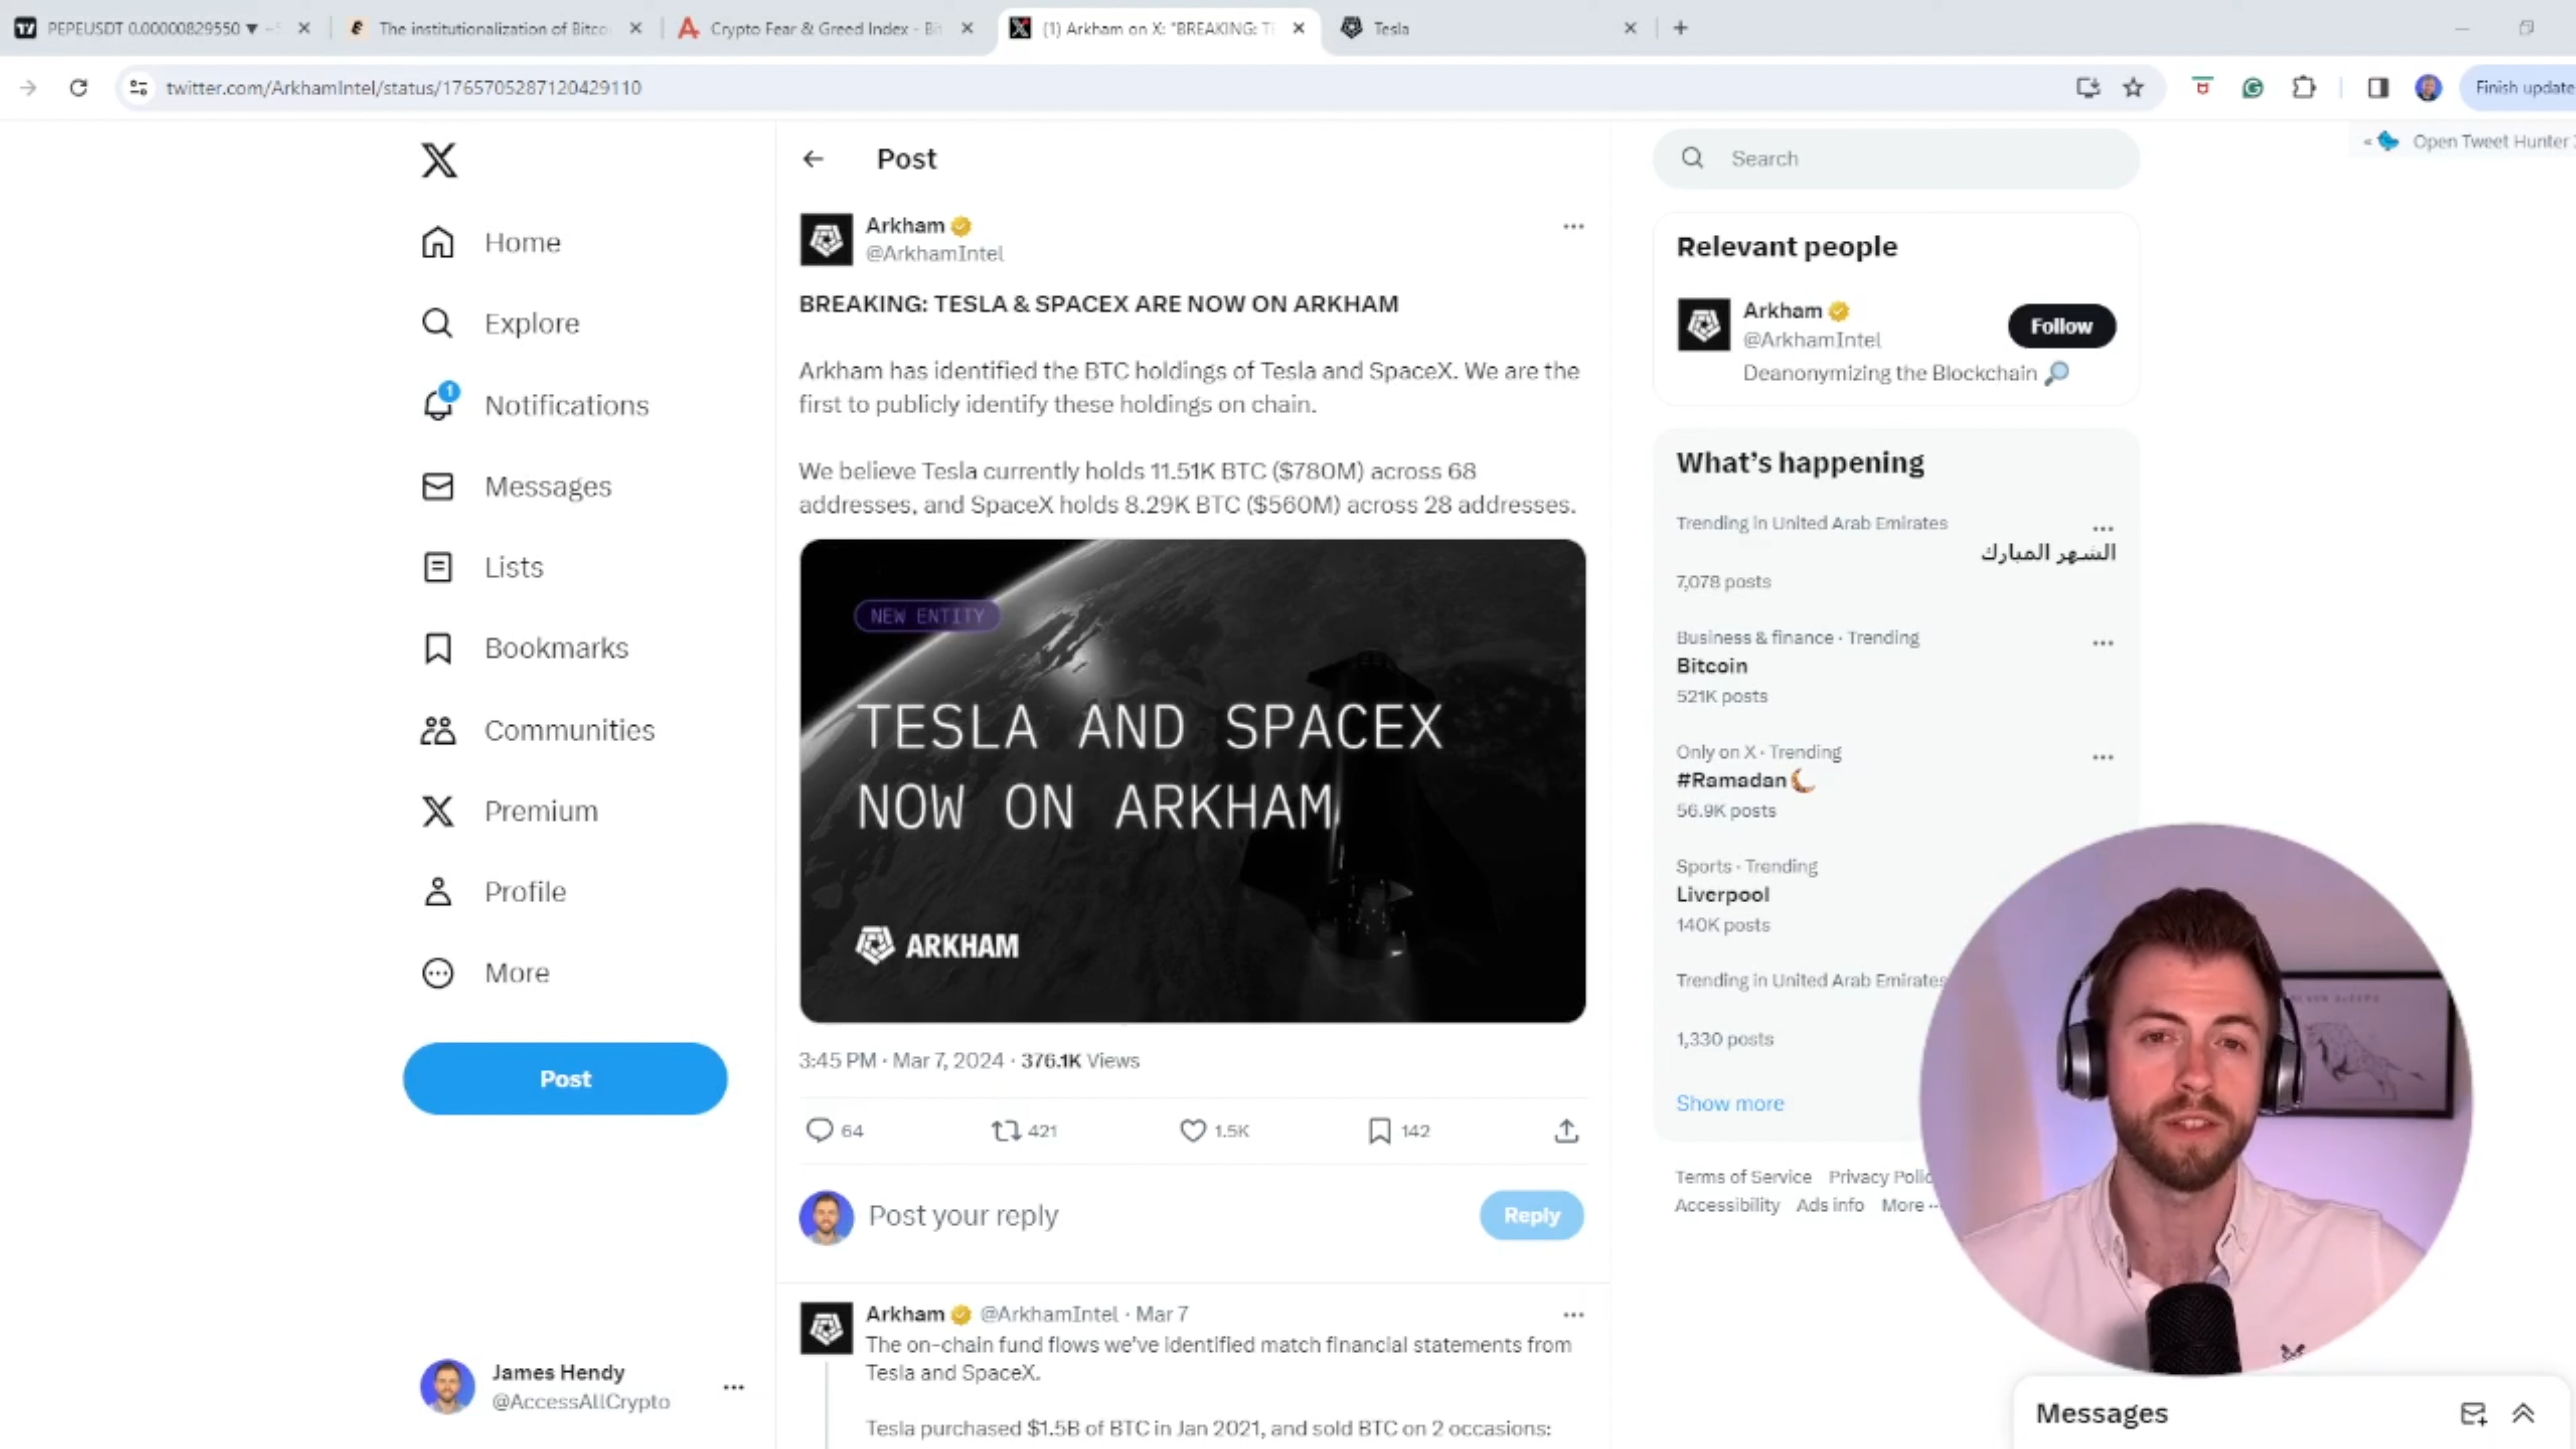 PEPEUSDT 0.00000829550 ▼
The institutionalization of Bitco
Crypto Fear & Greed Index - Bi
(1) Arkham on X: "BREAKING: TE
Tesla
twitter.com/ArkhamIntel/status/1765705287120429110
Finish update
Open Tweet Hunter
Home
Explore
1
Notifications
Messages
Lists
Bookmarks
Communities
Premium
Profile
More
Post
James Hendy
@AccessAllCrypto
Post
Arkham
@ArkhamIntel
BREAKING: TESLA & SPACEX ARE NOW ON ARKHAM
Arkham has identified the BTC holdings of Tesla and SpaceX. We are the
first to publicly identify these holdings on chain.
We believe Tesla currently holds 11.51K BTC ($780M) across 68
addresses, and SpaceX holds 8.29K BTC ($560M) across 28 addresses.
NEW ENTITY
TESLA AND SPACEX
NOW ON ARKHAM
ARKHAM
3:45 PM · Mar 7, 2024 · 376.1K Views
64 421 1.5K 142
Post your reply
Reply
Arkham @ArkhamIntel · Mar 7
The on-chain fund flows we've identified match financial statements from
Tesla and SpaceX.
Tesla purchased $1.5B of BTC in Jan 2021, and sold BTC on 2 occasions:
Search
Relevant people
Arkham
@ArkhamIntel
Follow
Deanonymizing the Blockchain 🔎
What's happening
Trending in United Arab Emirates
الشهر المبارك
7,078 posts
Business & finance · Trending
Bitcoin
521K posts
Only on X · Trending
#Ramadan
56.9K posts
Sports · Trending
Liverpool
140K posts
Trending in United Arab Emirates
1,330 posts
Show more
Terms of Service Privacy Polic
Accessibility Ads info More ···
Messages